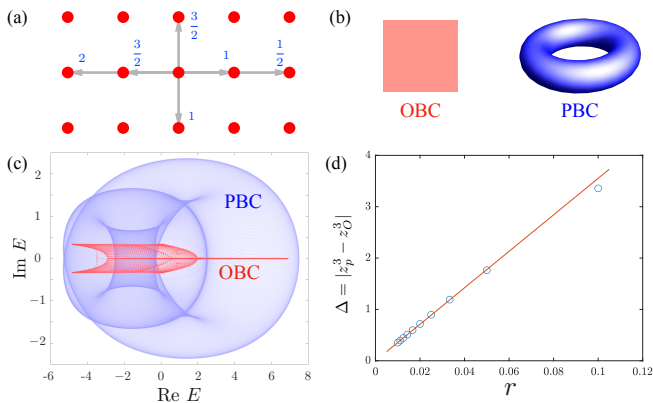 (a)
3/2
2
3/2
1
1/2
1
(b)
OBC
PBC
(c)
2
1
0
−1
−2
Im E
PBC
OBC
−6
−4
−2
0
2
4
6
8
Re E
(d)
4
3
2
1
0
Δ = |z_p^3 − z_O^3|
0
0.02
0.04
0.06
0.08
0.1
0.12
r